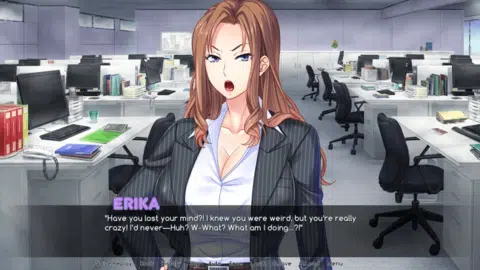 ERIKA
"Have you lost your mind?! I knew you were weird, but you're really
crazy! I'd never—Huh? W-What? What am I doing...?!"